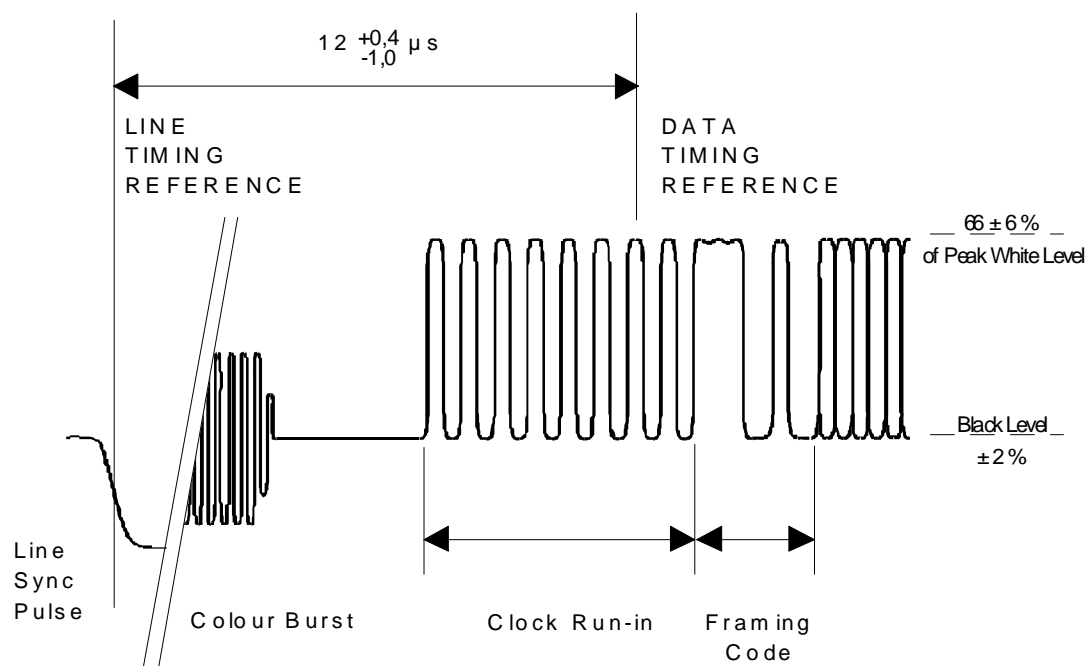 12 +0,4 -1,0 µs
LINE
TIMING
REFERENCE
DATA
TIMING
REFERENCE
66 ± 6 %
of Peak White Level
Black Level
± 2 %
Line
Sync
Pulse
Colour Burst
Clock Run-in
Framing
Code